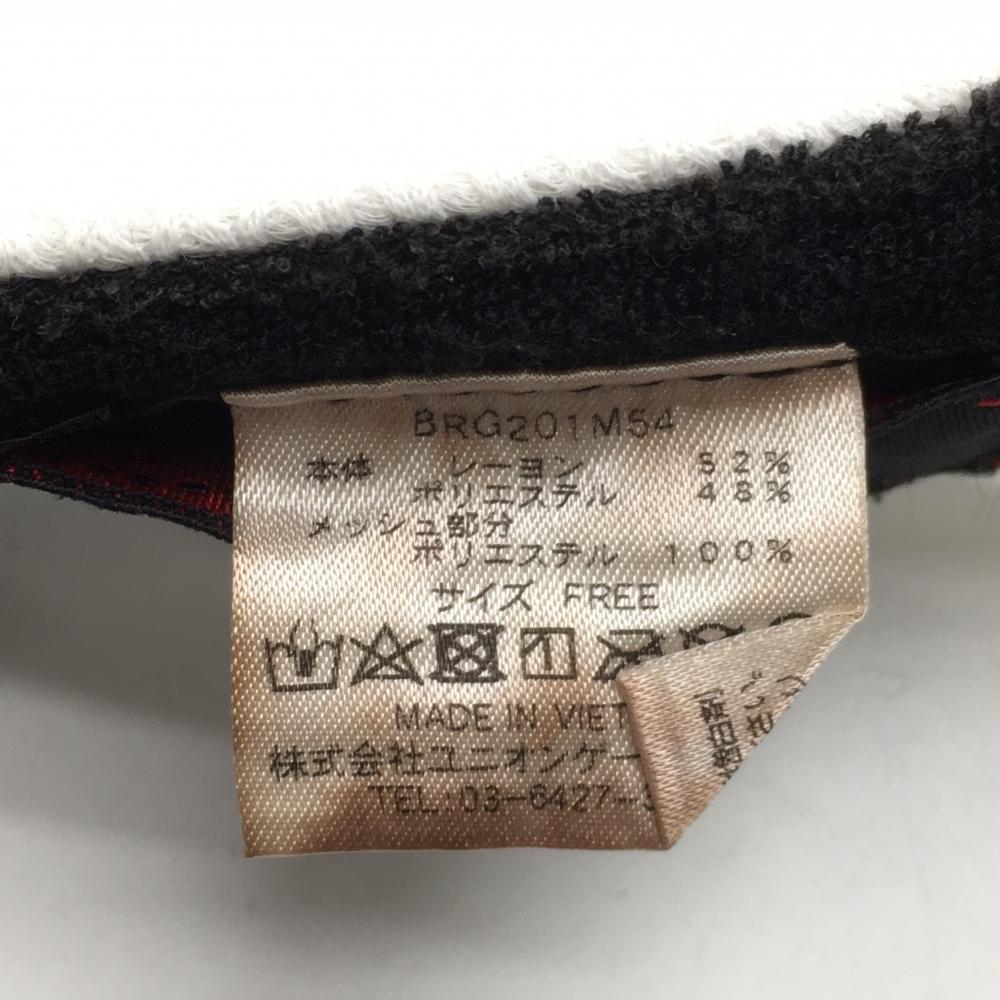 BRG201M54
本体 レーヨン 52%
ポリエステル 48%
メッシュ部分
ポリエステル 100%
サイズ FREE
MADE IN VIET
株式会社ユニオンゲー
TEL:03-6427-3